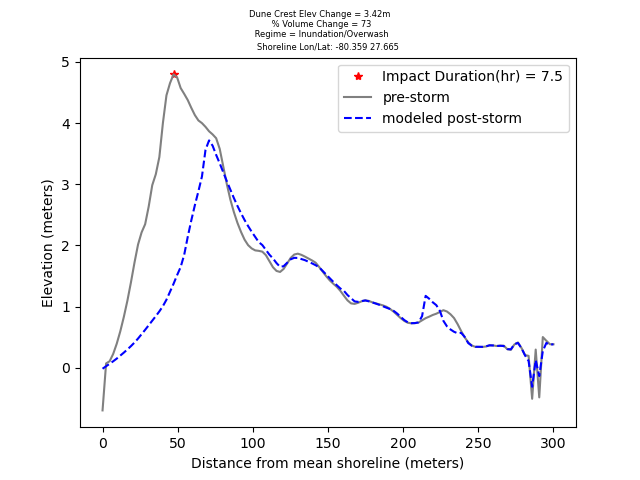 Dune Crest Elev Change = 3.42m
% Volume Change = 73
Regime = Inundation/Overwash
Shoreline Lon/Lat: -80.359 27.665
Impact Duration(hr) = 7.5
pre-storm
modeled post-storm
Elevation (meters)
5
4
3
2
1
0
0 50 100 150 200 250 300
Distance from mean shoreline (meters)